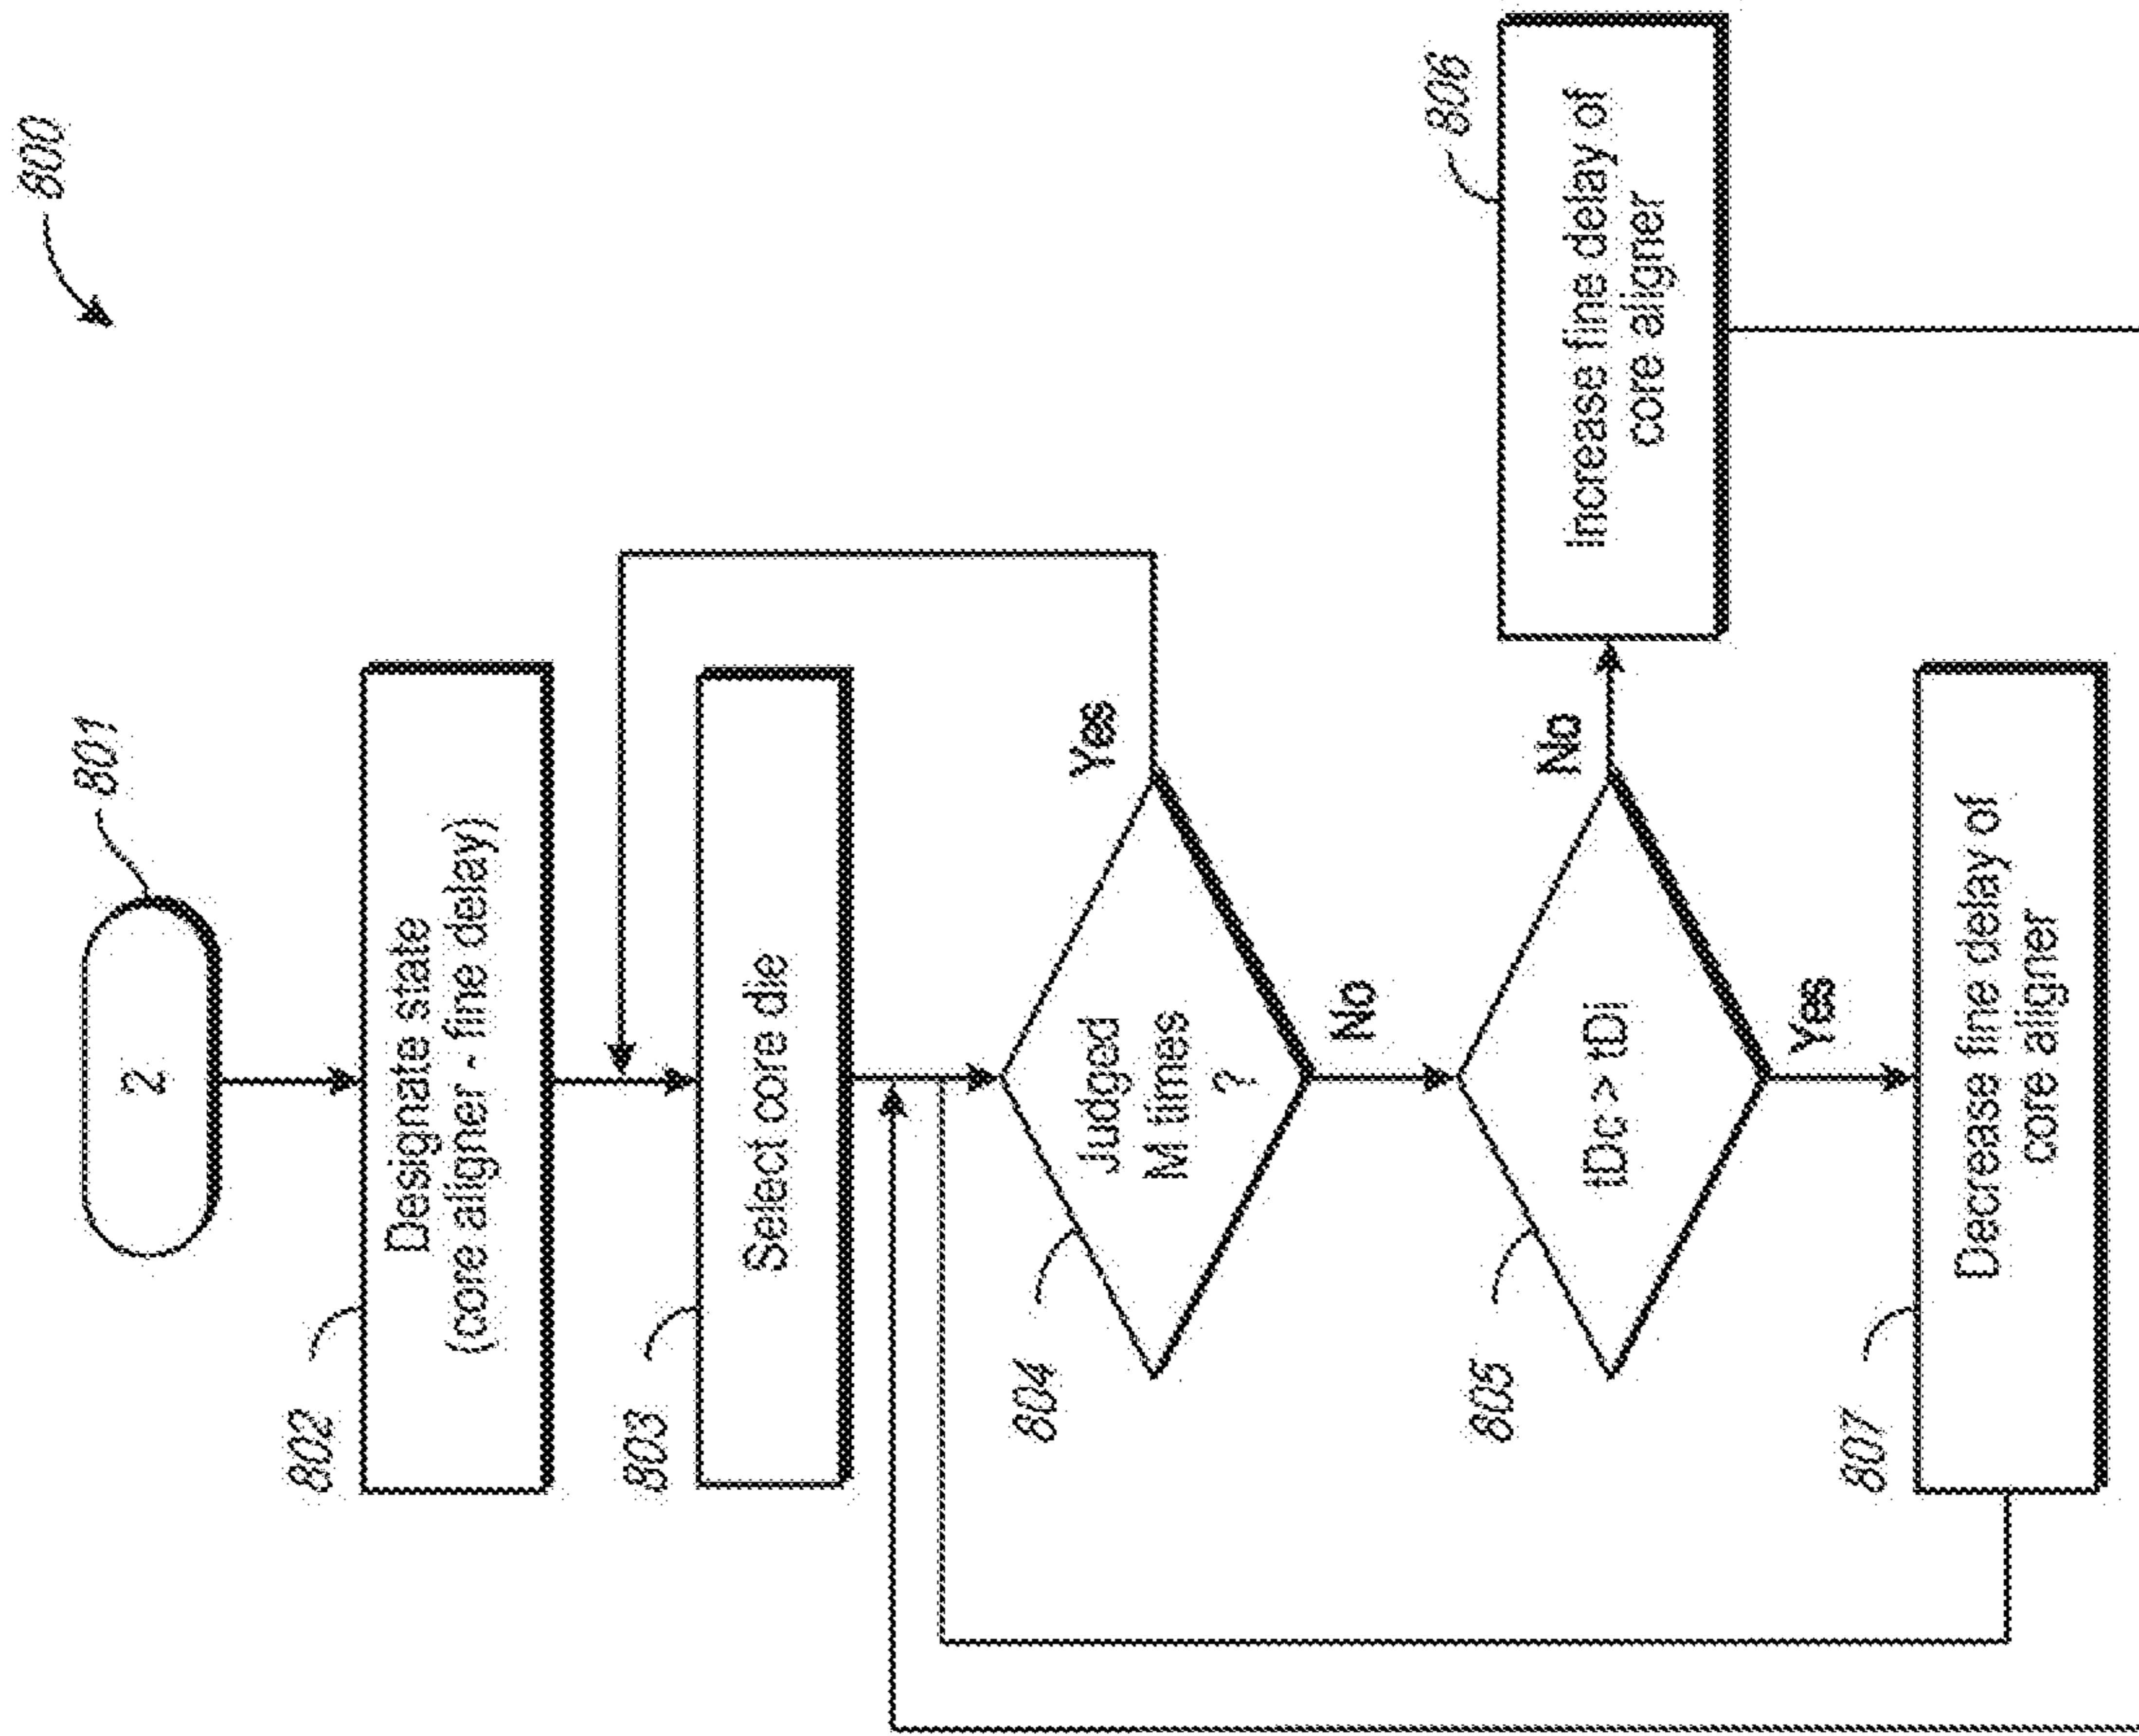 800
801
2
802
Designate state
(core aligner - fine delay)
803
Select core die
804
Judged
M times
?
Yes
No
805
tDc > tDi
No
Yes
806
Increase fine delay of
core aligner
807
Decrease fine delay of
core aligner